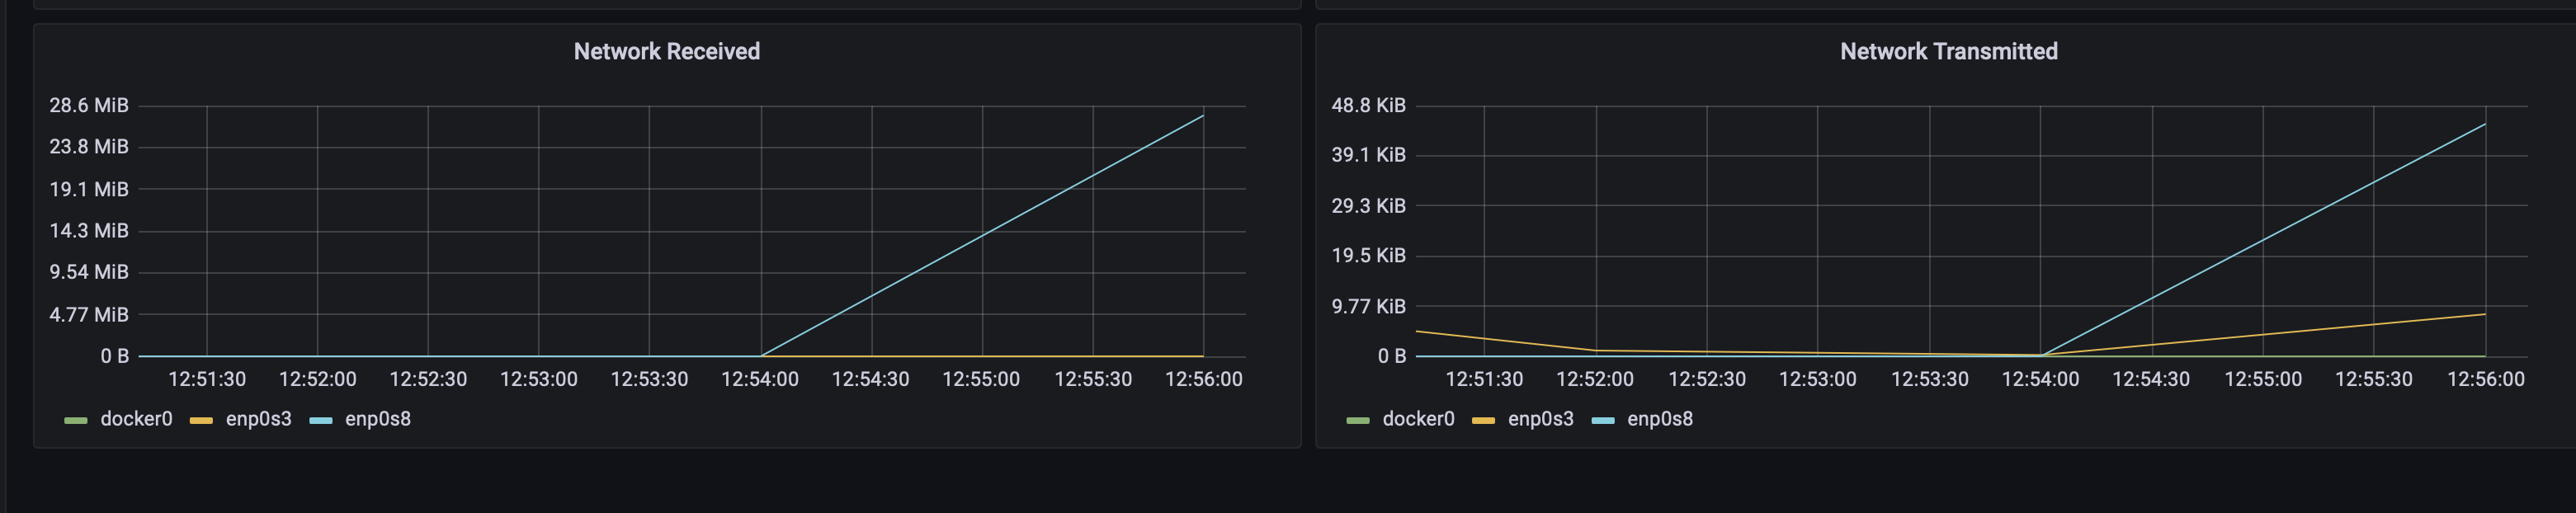 Network Received
28.6 MiB
23.8 MiB
19.1 MiB
14.3 MiB
9.54 MiB
4.77 MiB
0 B
12:51:30 12:52:00 12:52:30 12:53:00 12:53:30 12:54:00 12:54:30 12:55:00 12:55:30 12:56:00
docker0 enp0s3 enp0s8
Network Transmitted
48.8 KiB
39.1 KiB
29.3 KiB
19.5 KiB
9.77 KiB
0 B
12:51:30 12:52:00 12:52:30 12:53:00 12:53:30 12:54:00 12:54:30 12:55:00 12:55:30 12:56:00
docker0 enp0s3 enp0s8